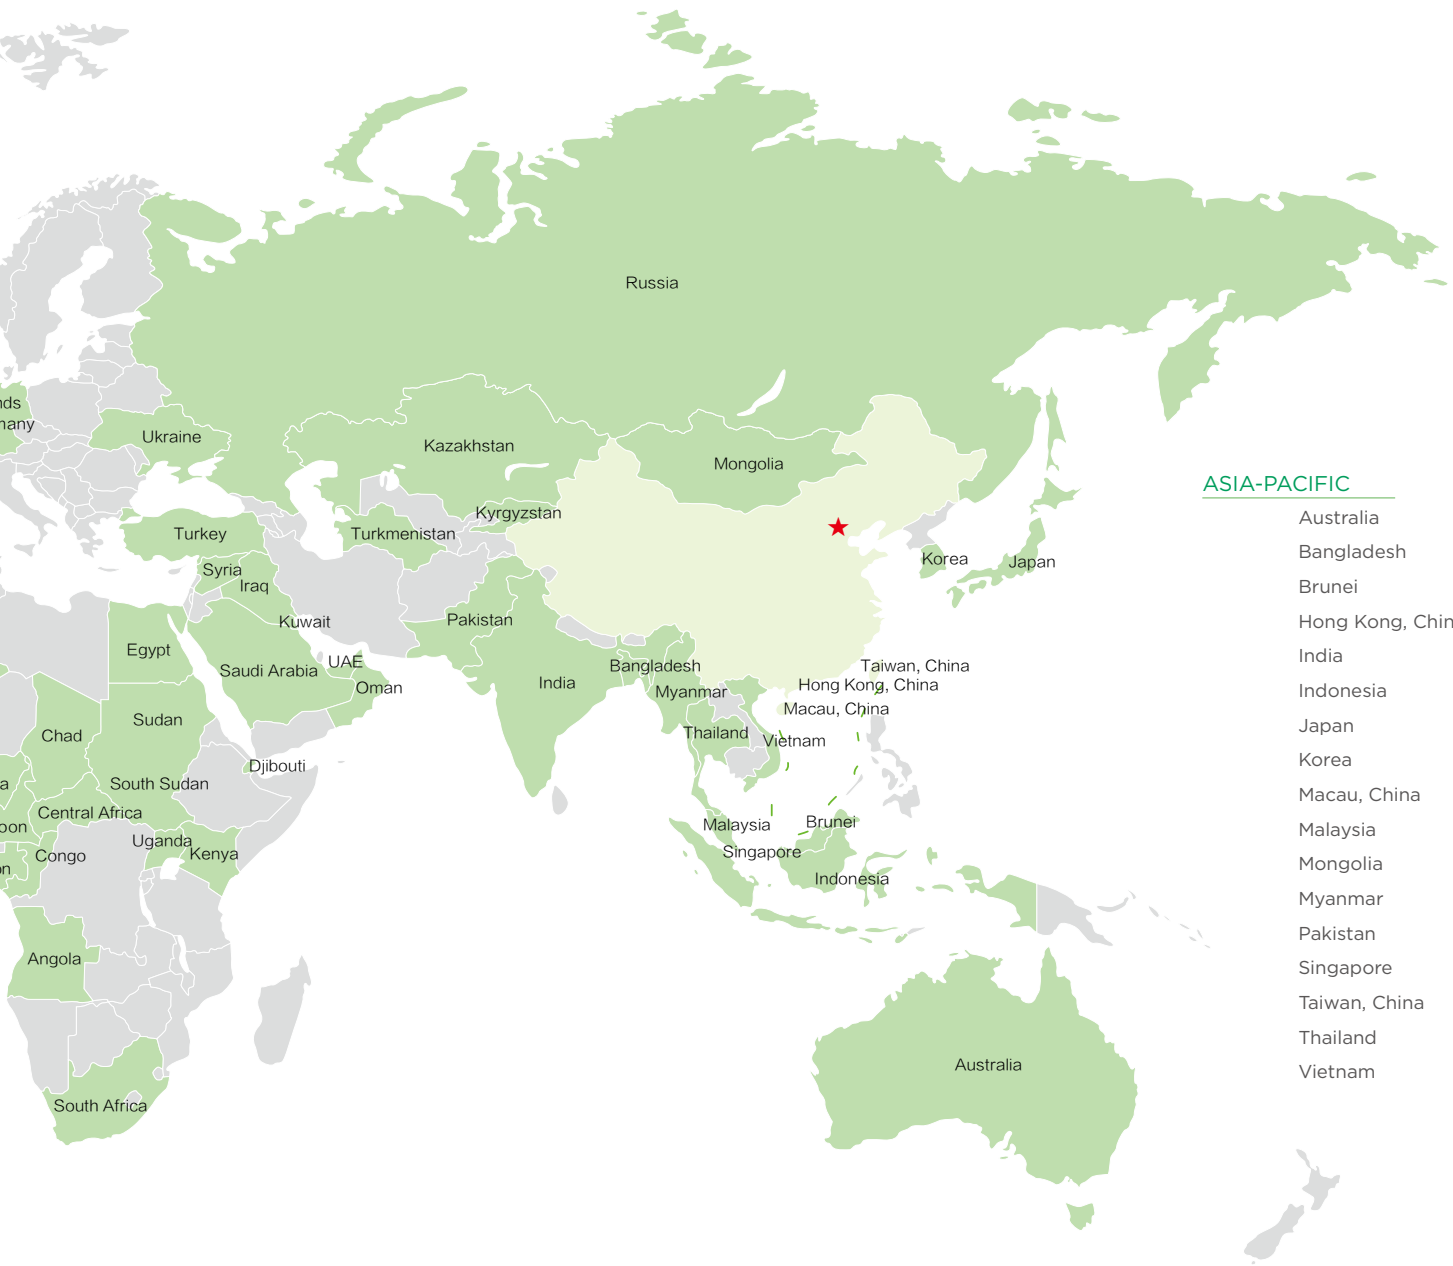 Russia
nds
many
Ukraine
Kazakhstan
Mongolia
Kyrgyzstan
Turkey
Turkmenistan
Syria
Iraq
Korea
Japan
Kuwait
Pakistan
Egypt
Saudi Arabia
UAE
Oman
India
Bangladesh
Myanmar
Taiwan, China
Hong Kong, China
Macau, China
Sudan
Chad
Thailand
Vietnam
Djibouti
South Sudan
a
Central Africa
oon
Uganda
Kenya
Congo
on
Malaysia
Brunei
Singapore
Indonesia
Angola
South Africa
Australia
ASIA-PACIFIC
Australia
Bangladesh
Brunei
Hong Kong, Chin
India
Indonesia
Japan
Korea
Macau, China
Malaysia
Mongolia
Myanmar
Pakistan
Singapore
Taiwan, China
Thailand
Vietnam